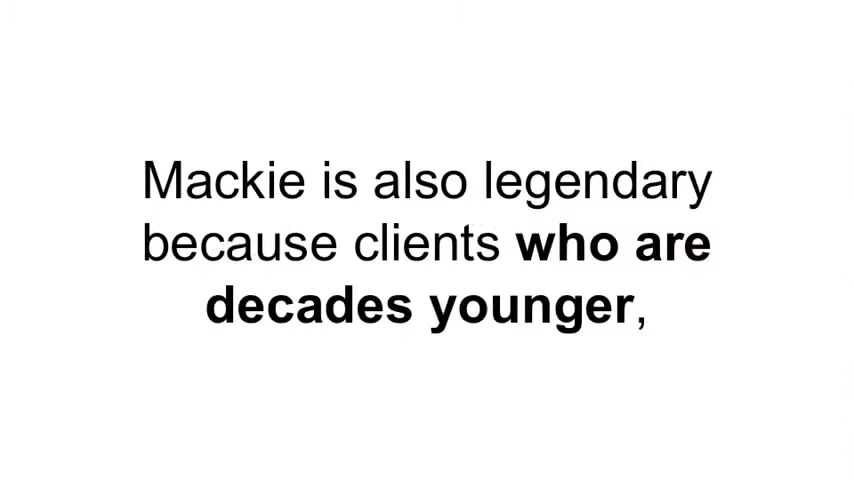 Mackie is also legendary
because clients who are
decades younger,